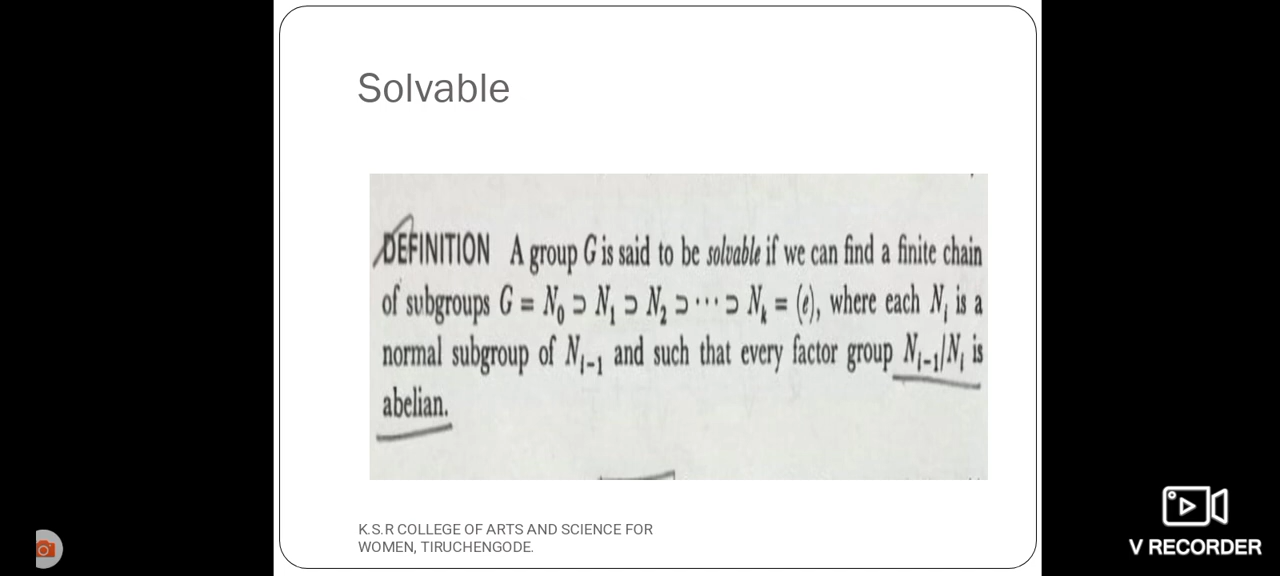 Solvable
DEFINITION A group G is said to be solvable if we can find a finite chain
of subgroups G = N₀ ⊃ N₁ ⊃ N₂ ⊃ ··· ⊃ Nₖ = (e), where each Nᵢ is a
normal subgroup of Nᵢ₋₁ and such that every factor group Nᵢ₋₁/Nᵢ is
abelian.
K.S.R COLLEGE OF ARTS AND SCIENCE FOR
WOMEN, TIRUCHENGODE.
V RECORDER